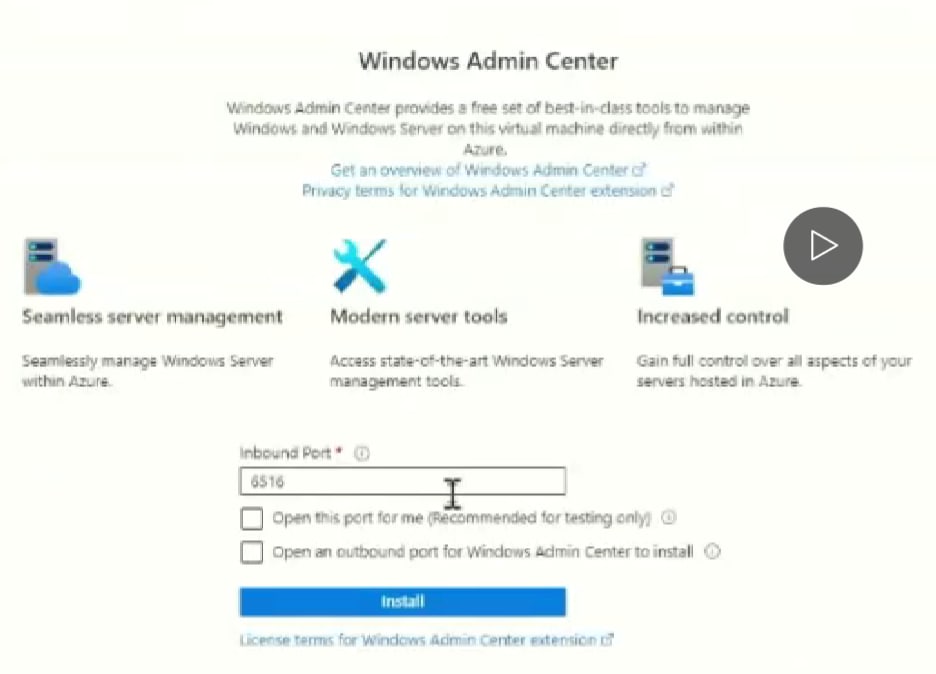 Windows Admin Center
Windows Admin Center provides a free set of best-in-class tools to manage
Windows and Windows Server on this virtual machine directly from within
Azure.
Get an overview of Windows Admin Center
Privacy terms for Windows Admin Center extension
Seamless server management
Seamlessly manage Windows Server
within Azure.
Modern server tools
Access state-of-the-art Windows Server
management tools.
Increased control
Gain full control over all aspects of your
servers hosted in Azure.
Inbound Port *
6516
Open this port for me (Recommended for testing only)
Open an outbound port for Windows Admin Center to install
Install
License terms for Windows Admin Center extension